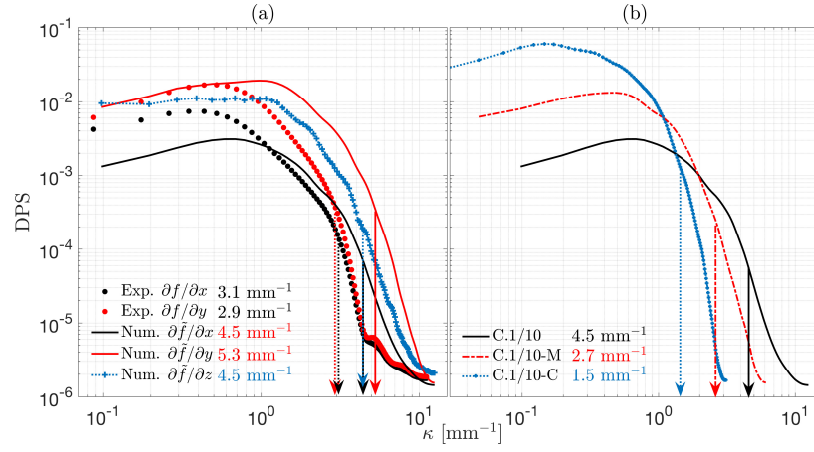 (a)
(b)
10^{-1}
10^{-2}
10^{-3}
10^{-4}
10^{-5}
10^{-6}
DPS
Exp. ∂f/∂x 3.1 mm^{-1}
Exp. ∂f/∂y 2.9 mm^{-1}
Num. ∂f̃/∂x 4.5 mm^{-1}
Num. ∂f̃/∂y 5.3 mm^{-1}
Num. ∂f̃/∂z 4.5 mm^{-1}
C.1/10 4.5 mm^{-1}
C.1/10-M 2.7 mm^{-1}
C.1/10-C 1.5 mm^{-1}
10^{-1} 10^{0} 10^{1} 10^{-1} 10^{0} 10^{1}
κ [mm^{-1}]